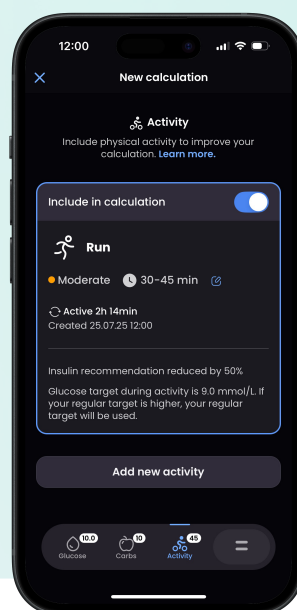 12:00
New calculation
Activity
Include physical activity to improve your
calculation. Learn more.
Include in calculation
Run
Moderate 30-45 min
Active 2h 14min
Created 25.07.25 12:00
Insulin recommendation reduced by 50%
Glucose target during activity is 9.0 mmol/L. If
your regular target is higher, your regular
target will be used.
Add new activity
10.0 10 45
Glucose Carbs Activity